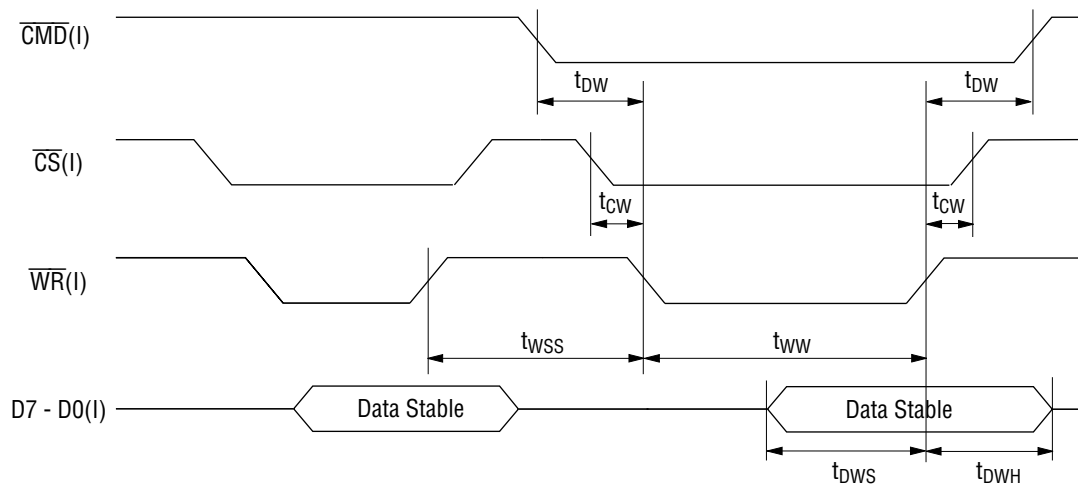 CMD(I)
tDW tDW
CS(I)
tCW tCW
WR(I)
tWSS tWW
D7 - D0(I) Data Stable Data Stable
tDWS tDWH